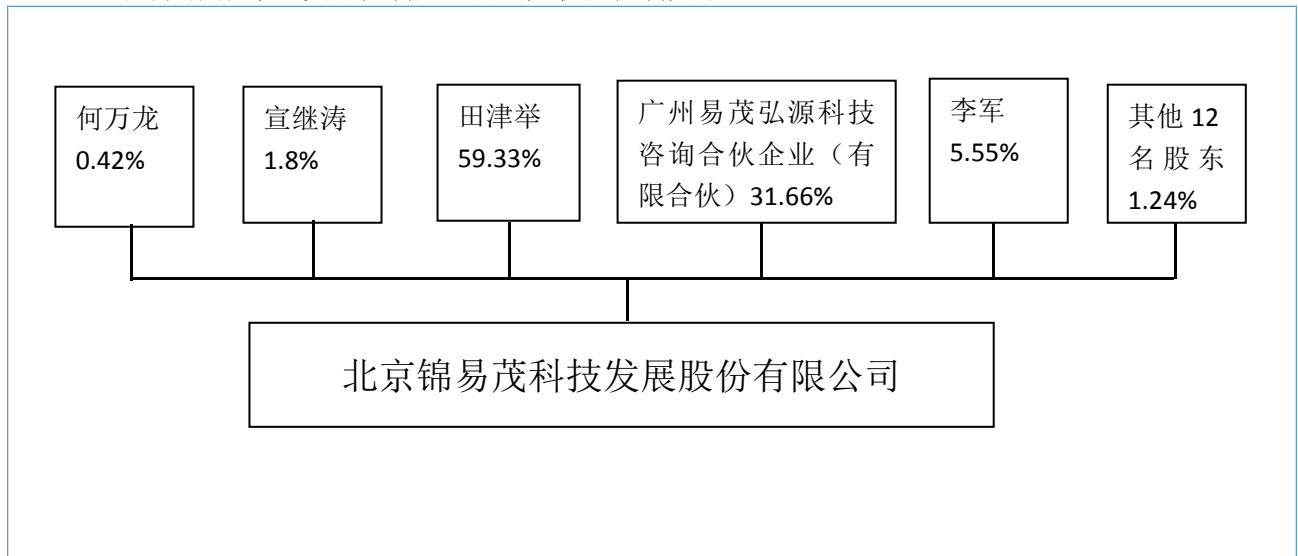 何万龙
0.42%
宣继涛
1.8%
田津举
59.33%
广州易茂弘源科技
咨询合伙企业（有
限合伙）31.66%
李军
5.55%
其他 12
名股东
1.24%
北京锦易茂科技发展股份有限公司